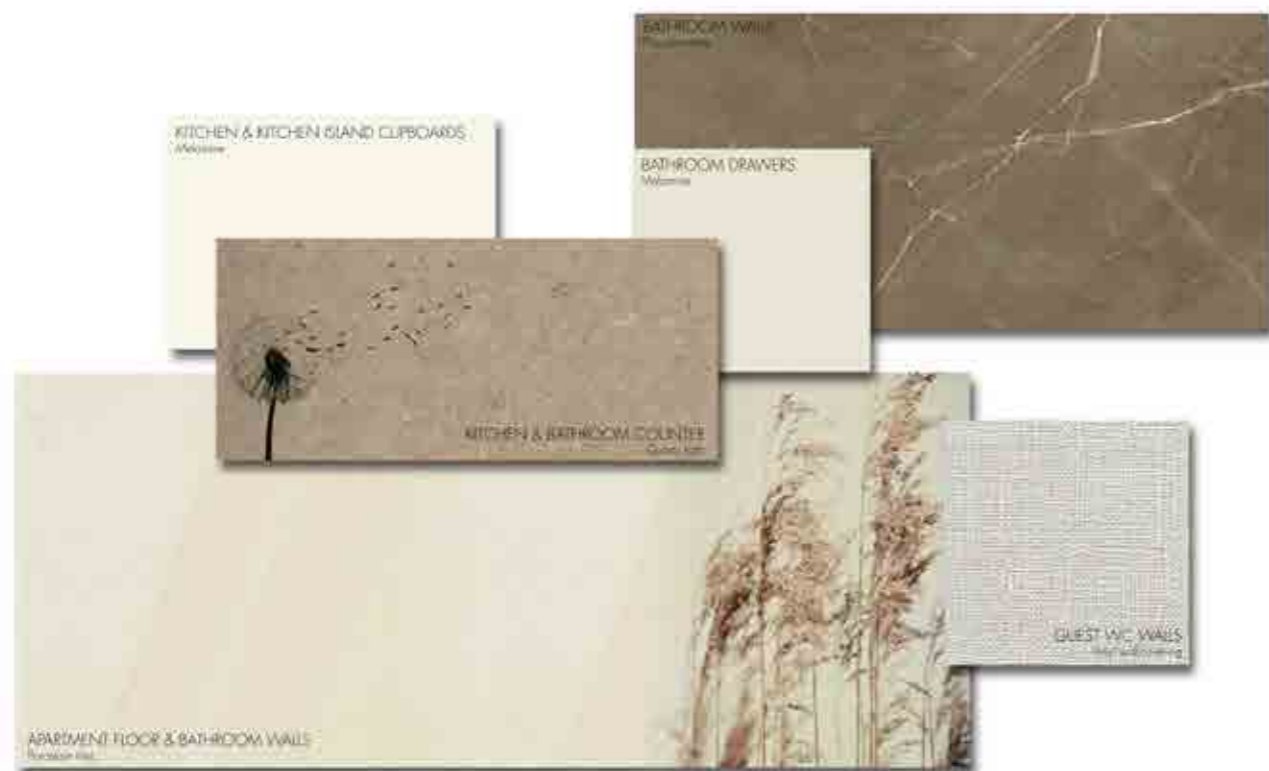 BATHROOM WALLS
KITCHEN & KITCHEN ISLAND CUPBOARDS
Melamine
BATHROOM DRAWERS
Melamine
KITCHEN & BATHROOM COUNTER
GUEST WC WALLS
APARTMENT FLOOR & BATHROOM WALLS